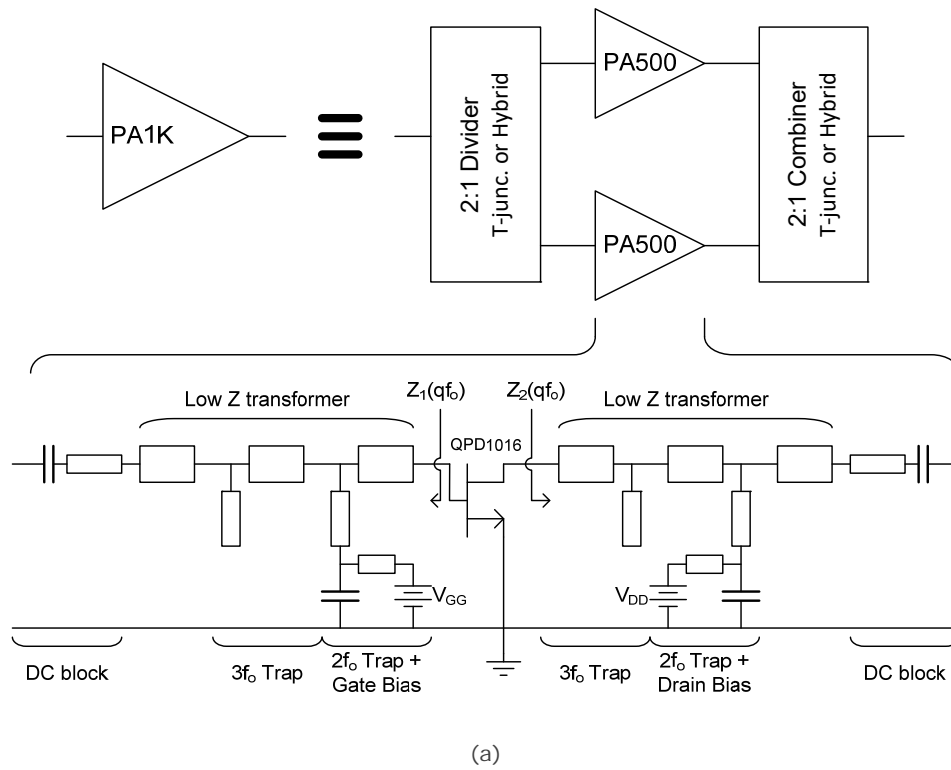 PA1K
2:1 Divider
T-junc. or Hybrid
PA500
PA500
2:1 Combiner
T-junc. or Hybrid
Low Z transformer
Z1(qfo)
Z2(qfo)
QPD1016
Low Z transformer
VGG
VDD
DC block
3fo Trap
2fo Trap +
Gate Bias
3fo Trap
2fo Trap +
Drain Bias
DC block
(a)